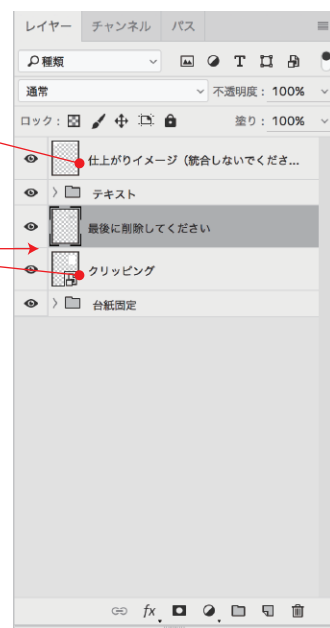 レイヤー チャンネル パス
種類
通常 不透明度： 100%
ロック： 塗り： 100%
仕上がりイメージ（統合しないでくださ...
テキスト
最後に削除してください
クリッピング
台紙固定
fx